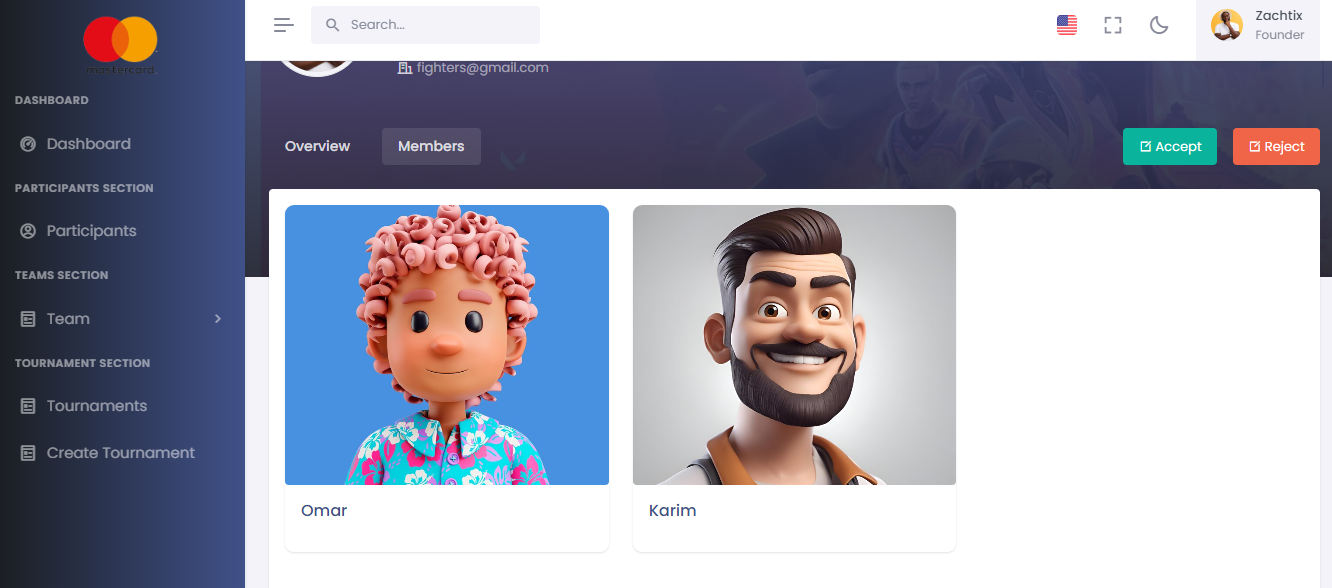 mastercard.
DASHBOARD
Dashboard
PARTICIPANTS SECTION
Participants
TEAMS SECTION
Team
TOURNAMENT SECTION
Tournaments
Create Tournament
Search...
Zachtix
Founder
fighters@gmail.com
Overview
Members
Accept
Reject
Omar
Karim